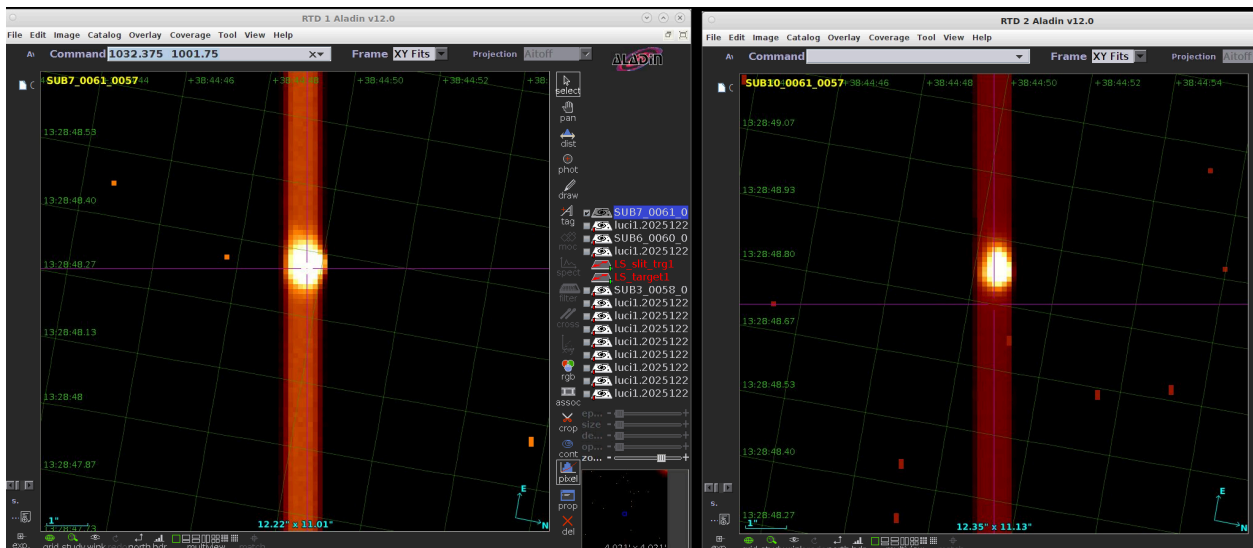 RTD 1 Aladin v12.0
File Edit Image Catalog Overlay Coverage Tool View Help
Command 1032.375 1001.75 Frame XY Fits Projection Aitoff
ALADIN
SUB7_0061_0057
+38:44:46
+38:44:50
+38:44:52
13:28:48.53
13:28:48.40
13:28:48.27
13:28:48.13
13:28:48
13:28:47.87
1"
12.22" x 11.01"
E
N
select
pan
dist
phot
draw
tag
moc
spect
filter
cross
rgb
assoc
crop
cont
pixel
prop
del
SUB7_0061_0
luci1.2025122
SUB6_0060_0
luci1.2025122
LS_slit_trg1
LS_target1
SUB3_0058_0
luci1.2025122
luci1.2025122
luci1.2025122
luci1.2025122
luci1.2025122
luci1.2025122
luci1.2025122
luci1.2025122
ep...
size
de...
op...
zo...
RTD 2 Aladin v12.0
File Edit Image Catalog Overlay Coverage Tool View Help
Command Frame XY Fits Projection Aitoff
SUB10_0061_0057
+38:44:46
+38:44:50
+38:44:52
+38:44:54
13:28:49.07
13:28:48.93
13:28:48.80
13:28:48.67
13:28:48.53
13:28:48.40
13:28:48.27
1"
12.35" x 11.13"
E
N